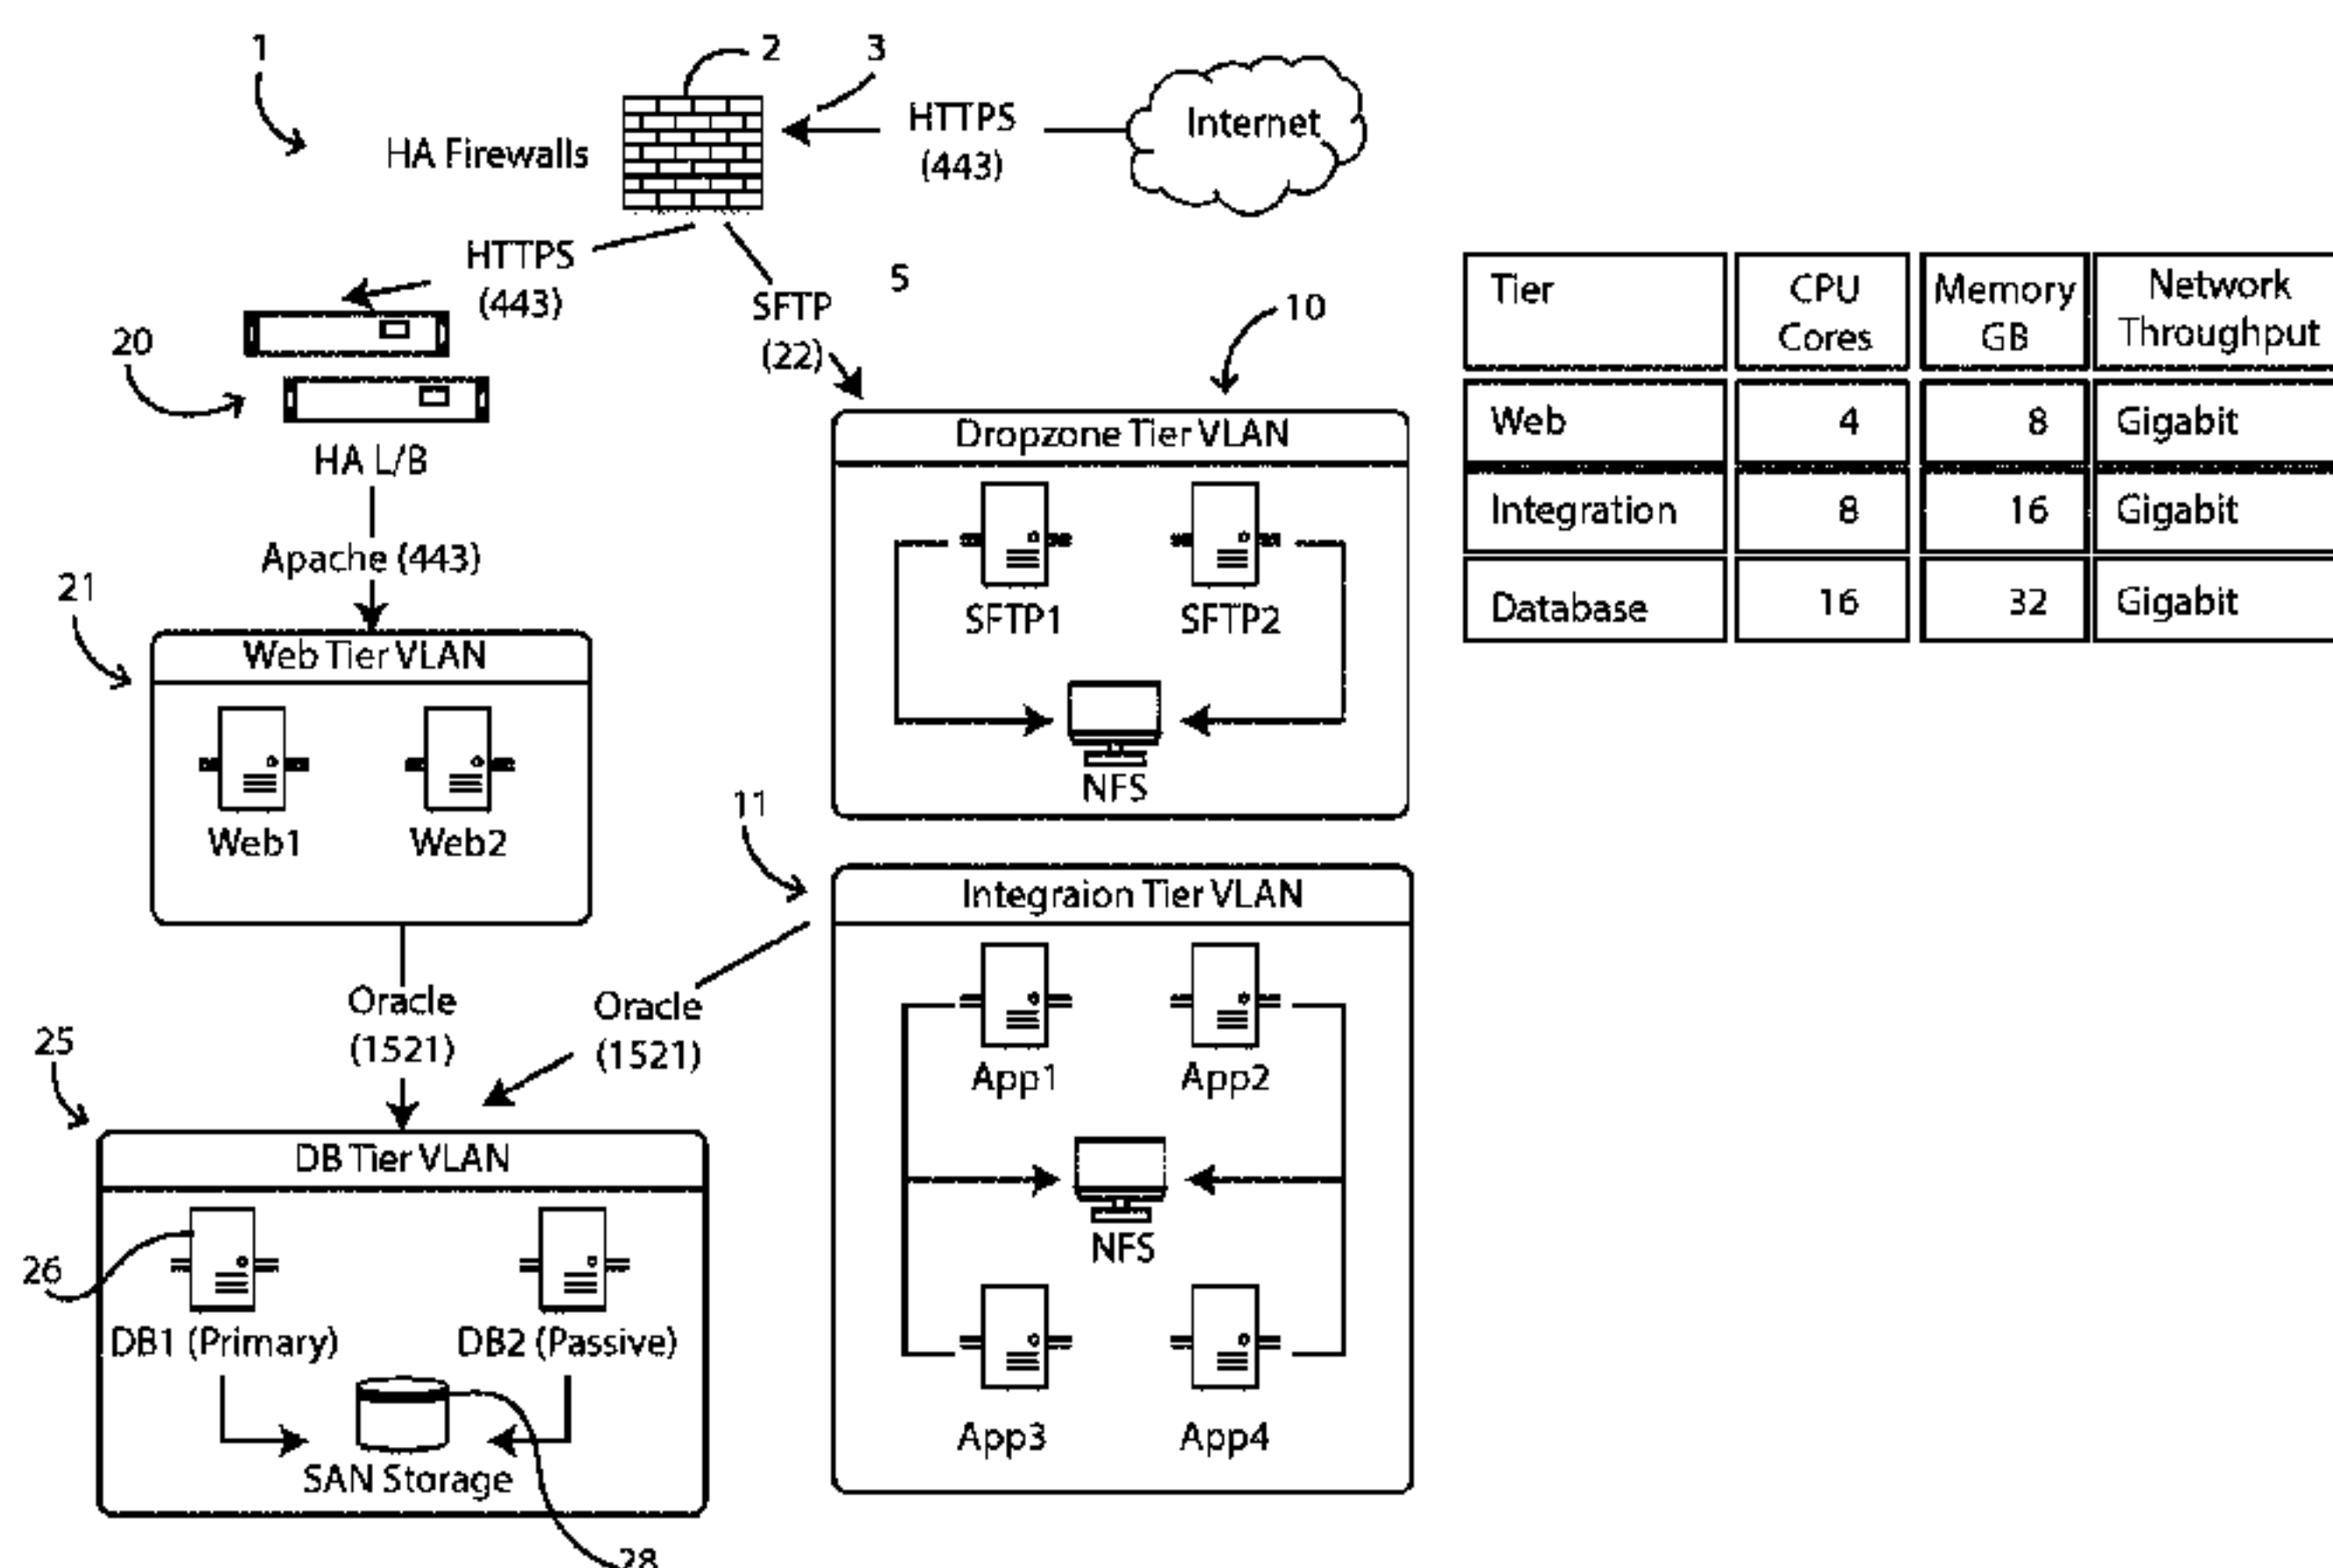 1
2
3
HA Firewalls
HTTPS
(443)
Internet
HTTPS
(443)
5
SFTP
(22)
10
20
HA L/B
Apache (443)
21
Web Tier VLAN
Web1
Web2
Dropzone Tier VLAN
SFTP1
SFTP2
NFS
Tier
CPU
Cores
Memory
GB
Network
Throughput
Web
4
8
Gigabit
Integration
8
16
Gigabit
Database
16
32
Gigabit
11
Integraion Tier VLAN
App1
App2
NFS
App3
App4
Oracle
(1521)
Oracle
(1521)
25
DB Tier VLAN
26
DB1 (Primary)
DB2 (Passive)
SAN Storage
28